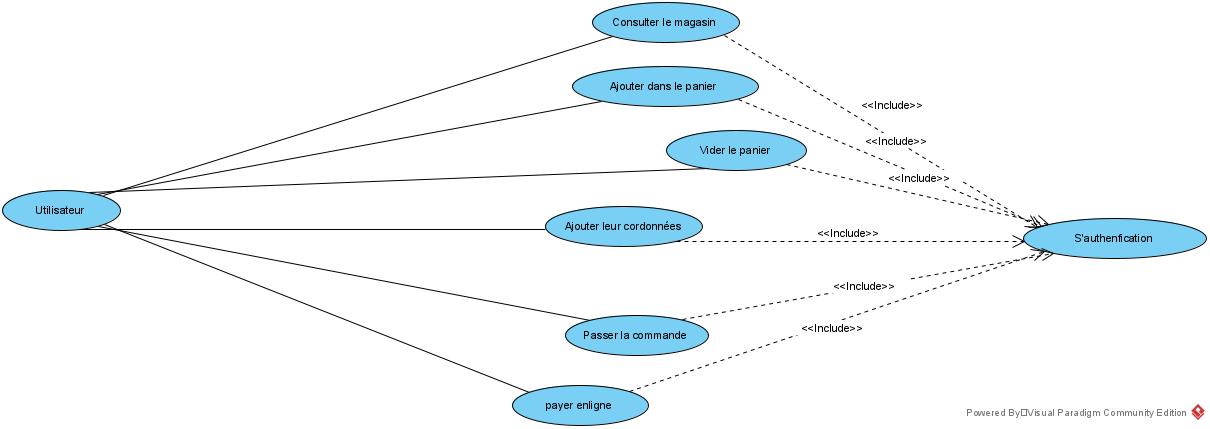 Consulter le magasin
Ajouter dans le panier
<<Include>>
<<Include>>
Vider le panier
<<Include>>
Utilisateur
Ajouter leur cordonnées
<<Include>>
S'authenfication
<<Include>>
Passer la commande
<<Include>>
payer enligne
Powered By Visual Paradigm Community Edition